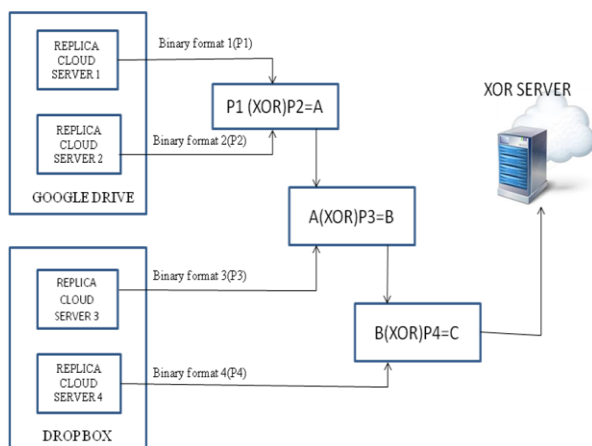 REPLICA
CLOUD
SERVER 1
Binary format 1(P1)
P1 (XOR)P2=A
XOR SERVER
REPLICA
CLOUD
SERVER 2
Binary format 2(P2)
GOOGLE DRIVE
A(XOR)P3=B
REPLICA
CLOUD
SERVER 3
Binary format 3(P3)
B(XOR)P4=C
REPLICA
CLOUD
SERVER 4
Binary format 4(P4)
DROPBOX